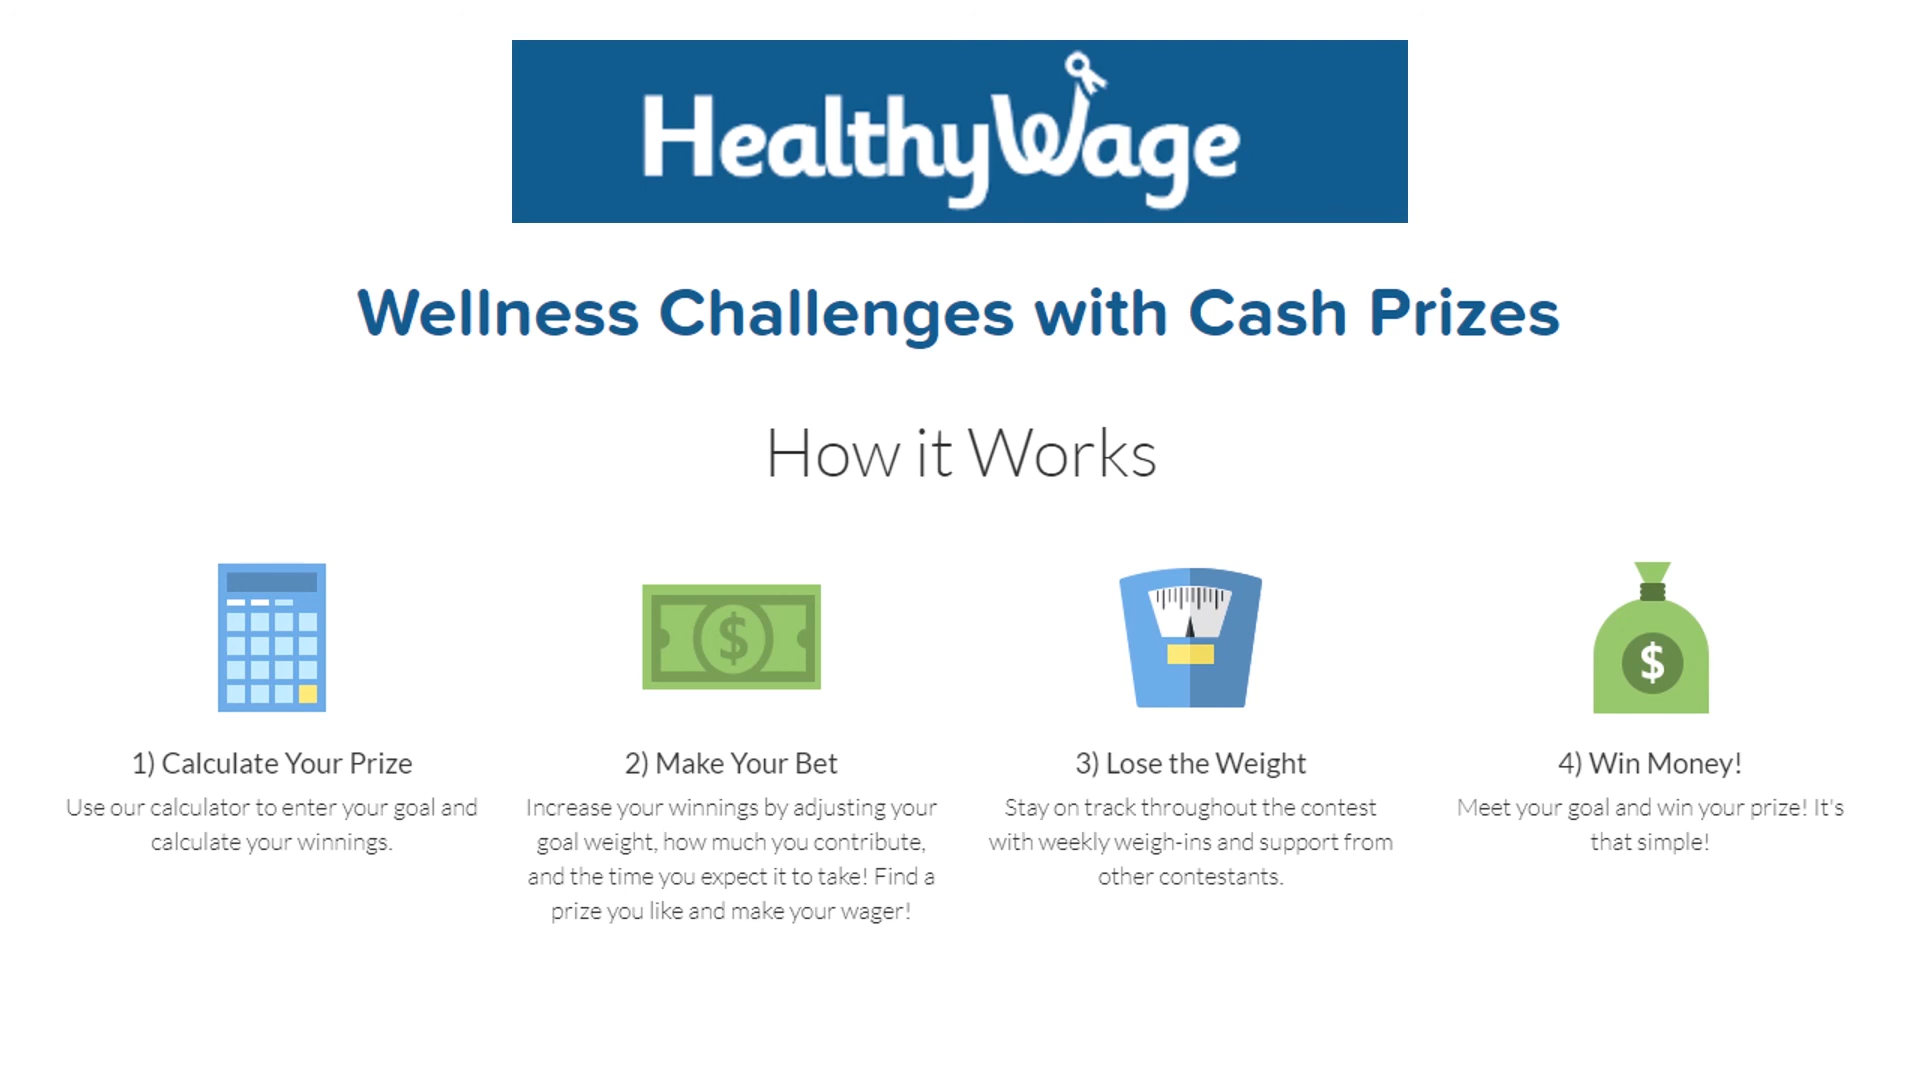 HealthyWage
Wellness Challenges with Cash Prizes
How it Works
$
$
1) Calculate Your Prize
Use our calculator to enter your goal and
calculate your winnings.
2) Make Your Bet
Increase your winnings by adjusting your
goal weight, how much you contribute,
and the time you expect it to take! Find a
prize you like and make your wager!
3) Lose the Weight
Stay on track throughout the contest
with weekly weigh-ins and support from
other contestants.
4) Win Money!
Meet your goal and win your prize! It's
that simple!